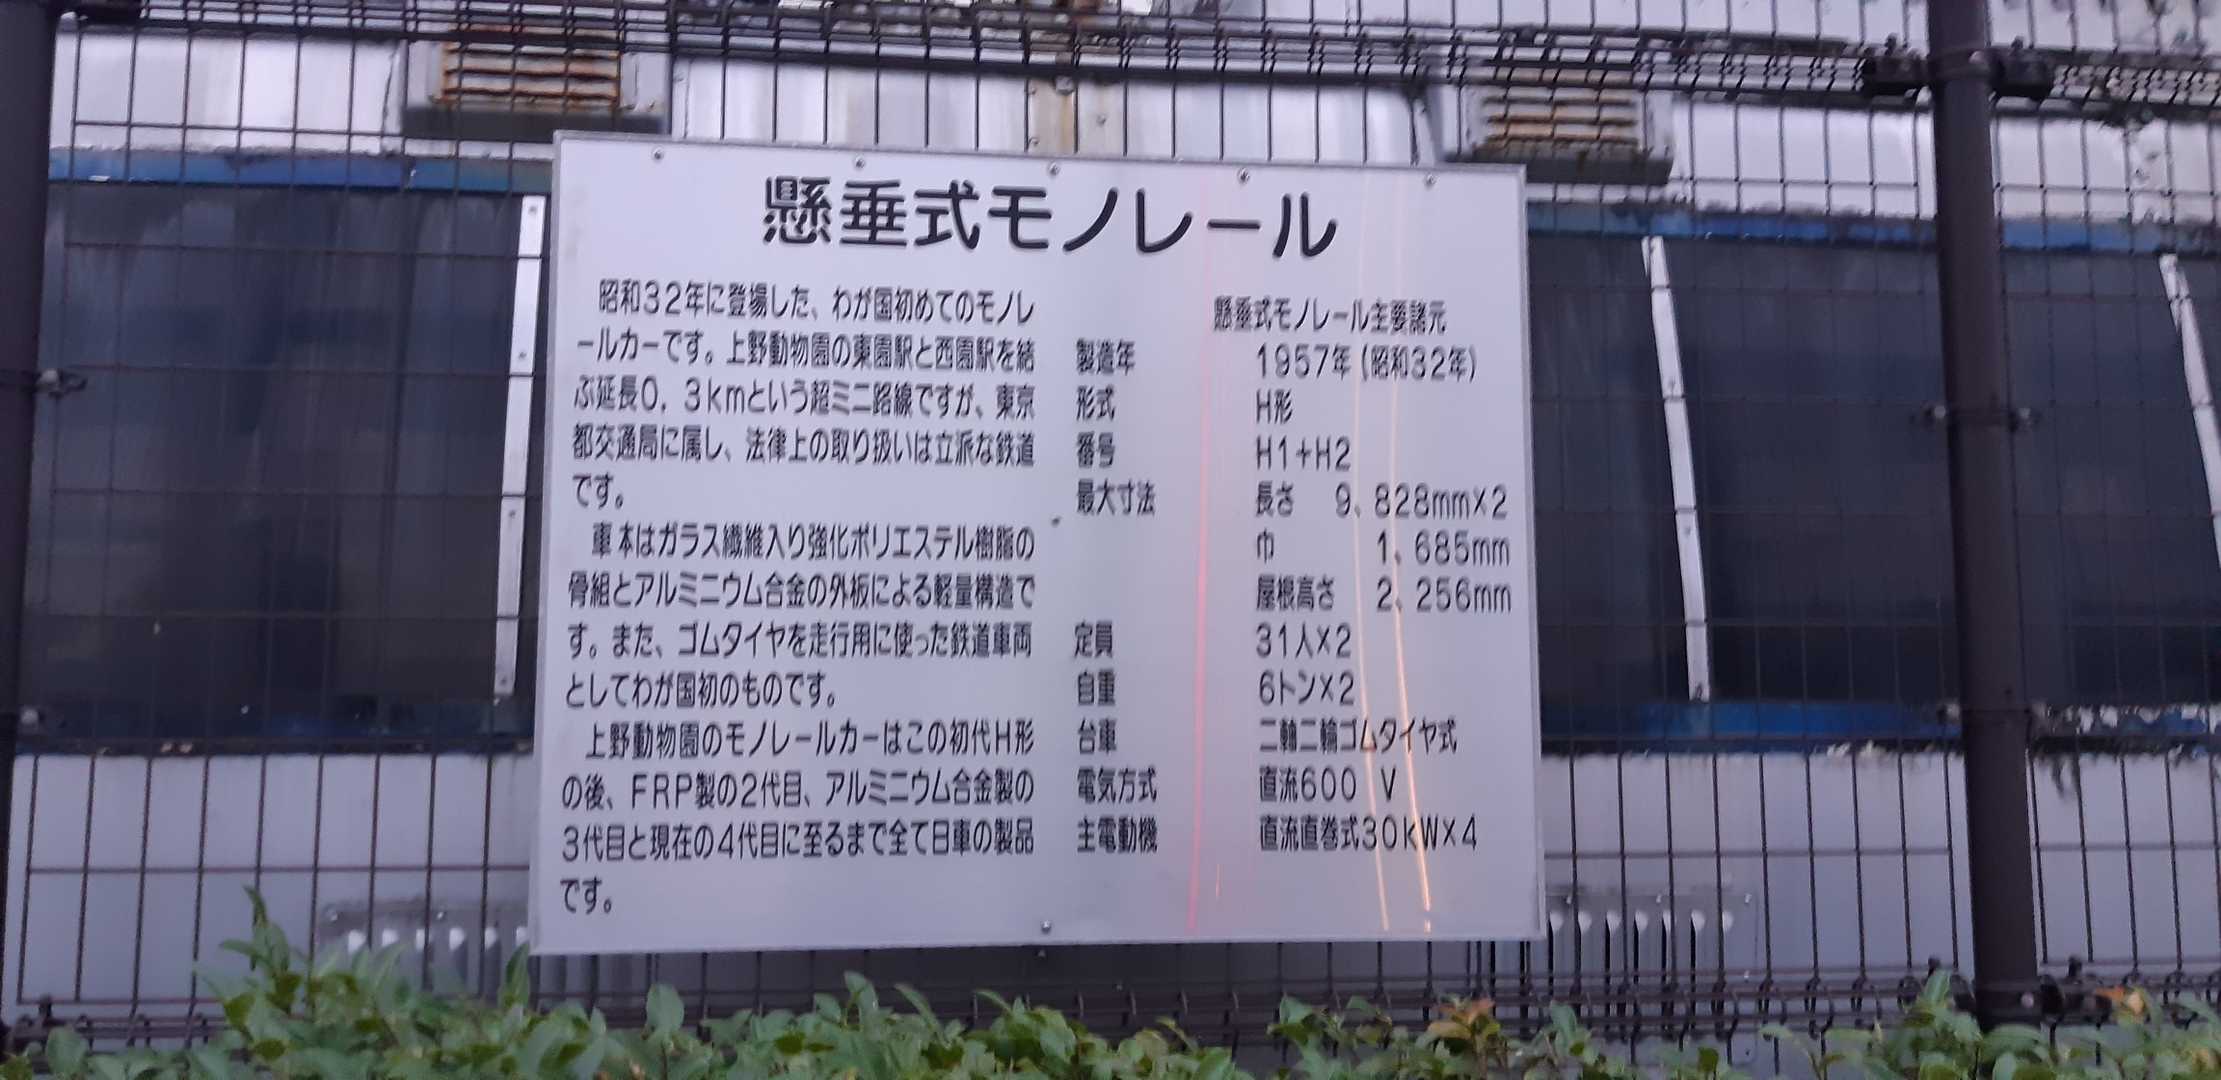 懸垂式モノレール
昭和32年に登場した、わが国初めてのモノレ
ールカーです。上野動物園の東園駅と西園駅を結
ぶ延長0．3kmという超ミニ路線ですが、東京
都交通局に属し、法律上の取り扱いは立派な鉄道
です。
車本はガラス繊維入り強化ポリエステル樹脂の
骨組とアルミニウム合金の外板による軽量構造で
す。また、ゴムタイヤを走行用に使った鉄道車両
としてわが国初のものです。
上野動物園のモノレールカーはこの初代H形
の後、FRP製の2代目、アルミニウム合金製の
3代目と現在の4代目に至るまで全て日車の製品
です。
懸垂式モノレール主要諸元
製造年 1957年(昭和32年)
形式 H形
番号 H1+H2
最大寸法 長さ 9、828mm×2
巾 1、685mm
屋根高さ 2、256mm
定員 31人×2
自重 6トン×2
台車 二軸二輪ゴムタイヤ式
電気方式 直流600 V
主電動機 直流直巻式30kW×4